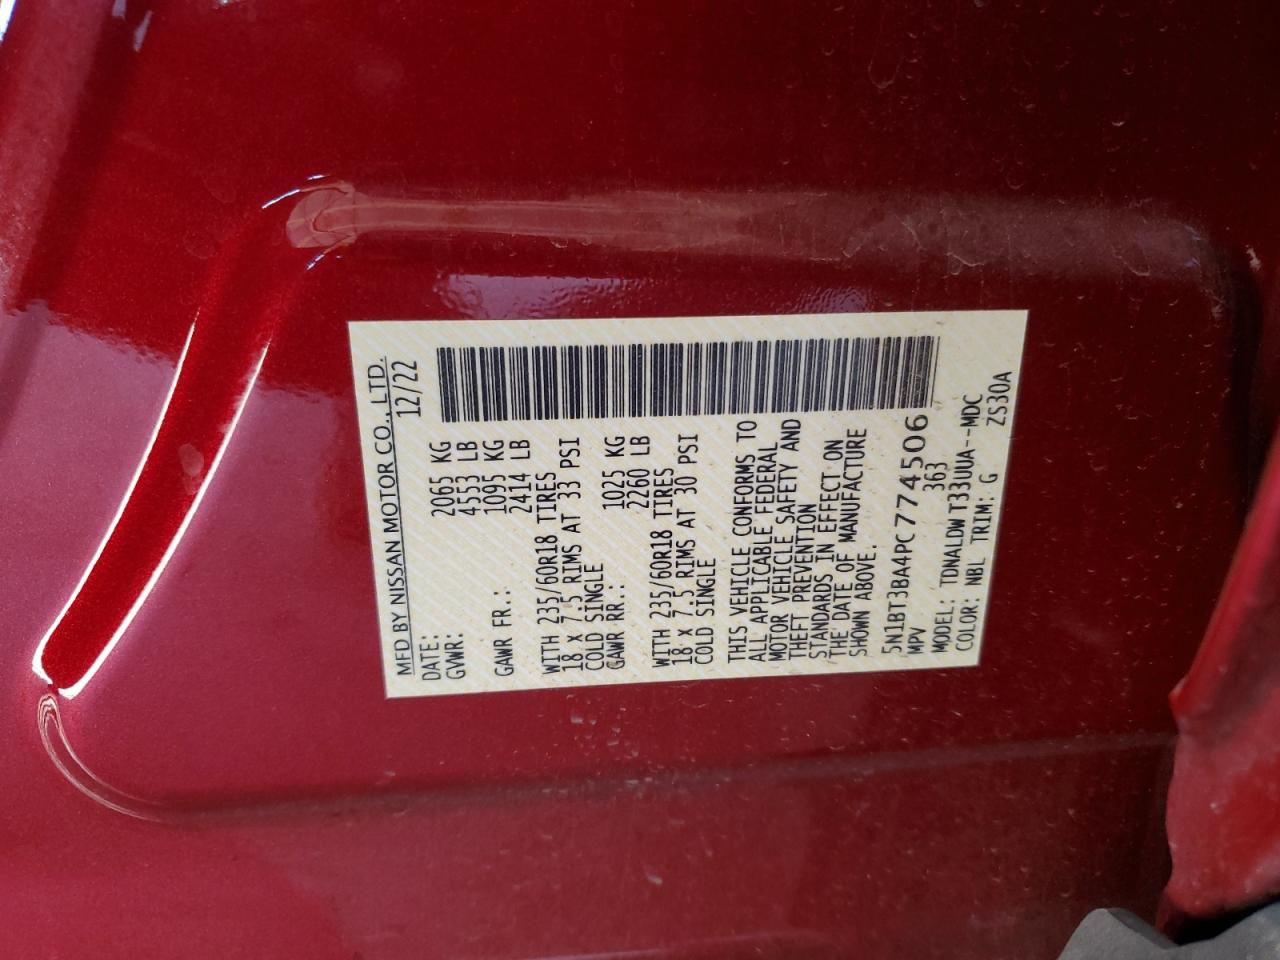 MFD BY NISSAN MOTOR CO., LTD.
DATE: 12/22
GVWR: 2065 KG
4553 LB
GAWR FR.: 1095 KG
2414 LB
WITH 235/60R18 TIRES
18 X 7.5 RIMS AT 33 PSI
COLD SINGLE
GAWR RR.: 1025 KG
2260 LB
WITH 235/60R18 TIRES
18 X 7.5 RIMS AT 30 PSI
COLD SINGLE
THIS VEHICLE CONFORMS TO
ALL APPLICABLE FEDERAL
MOTOR VEHICLE SAFETY AND
THEFT PREVENTION
STANDARDS IN EFFECT ON
THE DATE OF MANUFACTURE
SHOWN ABOVE.
5N1BT3BA4PC774506
MPV 363
MODEL: TDNALDWT33UUA--MDC
COLOR: NBL TRIM: G ZS30A